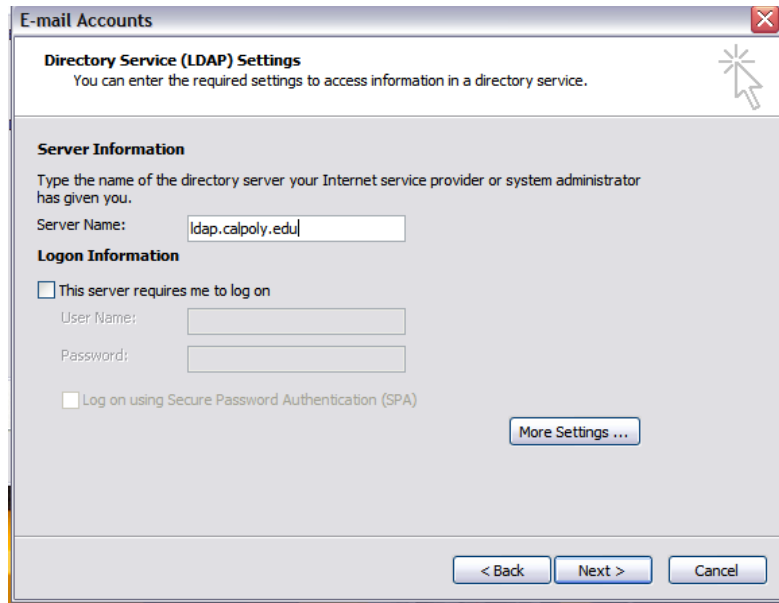 E-mail Accounts
Directory Service (LDAP) Settings
You can enter the required settings to access information in a directory service.
Server Information
Type the name of the directory server your Internet service provider or system administrator
has given you.
Server Name: ldap.calpoly.edu
Logon Information
This server requires me to log on
User Name:
Password:
Log on using Secure Password Authentication (SPA)
More Settings ...
< Back Next > Cancel